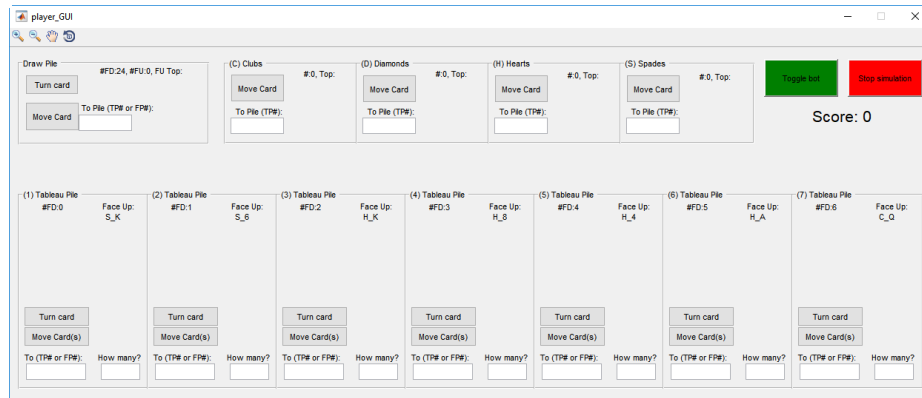 player_GUI
Draw Pile
#FD:24, #FU:0, FU Top:
Turn card
Move Card
To Pile (TP# or FP#):
(C) Clubs
#:0, Top:
Move Card
To Pile (TP#):
(D) Diamonds
#:0, Top:
Move Card
To Pile (TP#):
(H) Hearts
#:0, Top:
Move Card
To Pile (TP#):
(S) Spades
#:0, Top:
Move Card
To Pile (TP#):
Toggle bot
Stop simulation
Score: 0
(1) Tableau Pile
#FD:0
Face Up:
S_K
Turn card
Move Card(s)
To (TP# or FP#):
How many?
(2) Tableau Pile
#FD:1
Face Up:
S_6
Turn card
Move Card(s)
To (TP# or FP#):
How many?
(3) Tableau Pile
#FD:2
Face Up:
H_K
Turn card
Move Card(s)
To (TP# or FP#):
How many?
(4) Tableau Pile
#FD:3
Face Up:
H_8
Turn card
Move Card(s)
To (TP# or FP#):
How many?
(5) Tableau Pile
#FD:4
Face Up:
H_4
Turn card
Move Card(s)
To (TP# or FP#):
How many?
(6) Tableau Pile
#FD:5
Face Up:
H_A
Turn card
Move Card(s)
To (TP# or FP#):
How many?
(7) Tableau Pile
#FD:6
Face Up:
C_Q
Turn card
Move Card(s)
To (TP# or FP#):
How many?